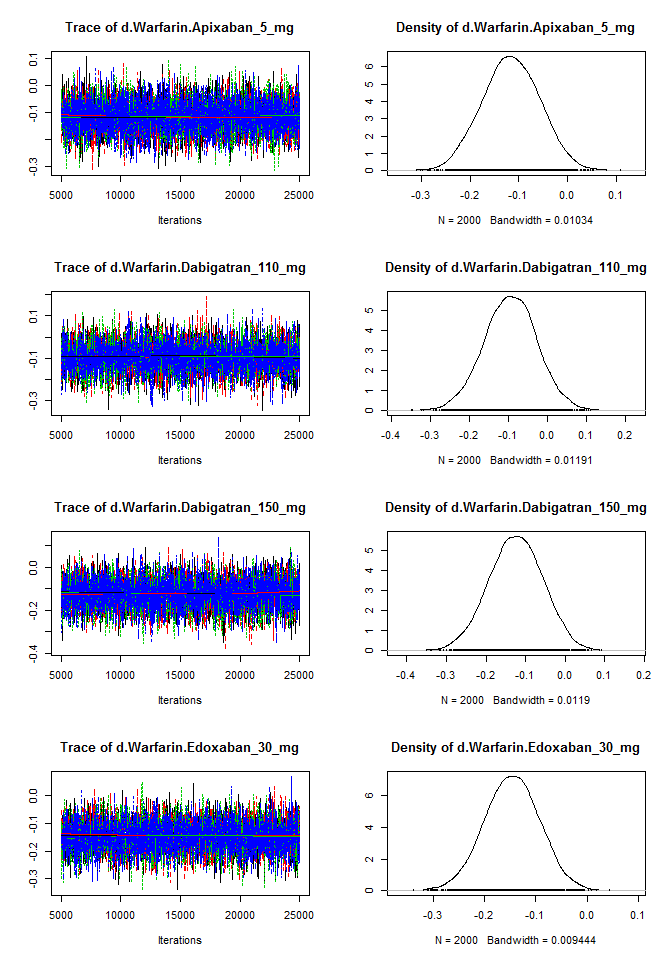 Trace of d.Warfarin.Apixaban_5_mg
Density of d.Warfarin.Apixaban_5_mg
-0.3 -0.1 0.0 0.1
5000 10000 15000 20000 25000
Iterations
0 1 2 3 4 5 6
-0.3 -0.2 -0.1 0.0 0.1
N = 2000 Bandwidth = 0.01034
Trace of d.Warfarin.Dabigatran_110_mg
Density of d.Warfarin.Dabigatran_110_mg
-0.3 -0.1 0.1
5000 10000 15000 20000 25000
Iterations
0 1 2 3 4 5
-0.4 -0.3 -0.2 -0.1 0.0 0.1 0.2
N = 2000 Bandwidth = 0.01191
Trace of d.Warfarin.Dabigatran_150_mg
Density of d.Warfarin.Dabigatran_150_mg
-0.4 -0.2 0.0
5000 10000 15000 20000 25000
Iterations
0 1 2 3 4 5
-0.4 -0.3 -0.2 -0.1 0.0 0.1 0.2
N = 2000 Bandwidth = 0.0119
Trace of d.Warfarin.Edoxaban_30_mg
Density of d.Warfarin.Edoxaban_30_mg
-0.3 -0.2 -0.1 0.0
5000 10000 15000 20000 25000
Iterations
0 2 4 6
-0.3 -0.2 -0.1 0.0 0.1
N = 2000 Bandwidth = 0.009444